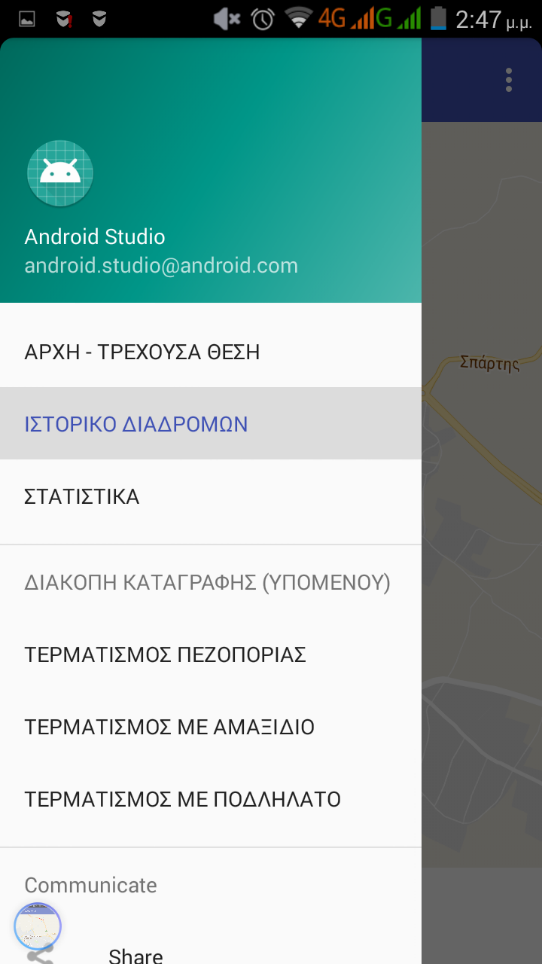 4G G 2:47 μ.μ.
Android Studio
android.studio@android.com
ΑΡΧΗ - ΤΡΕΧΟΥΣΑ ΘΕΣΗ
Σπάρτης
ΙΣΤΟΡΙΚΟ ΔΙΑΔΡΟΜΩΝ
ΣΤΑΤΙΣΤΙΚΑ
ΔΙΑΚΟΠΗ ΚΑΤΑΓΡΑΦΗΣ (ΥΠΟΜΕΝΟΥ)
ΤΕΡΜΑΤΙΣΜΟΣ ΠΕΖΟΠΟΡΙΑΣ
ΤΕΡΜΑΤΙΣΜΟΣ ΜΕ ΑΜΑΞΙΔΙΟ
ΤΕΡΜΑΤΙΣΜΟΣ ΜΕ ΠΟΔΛΗΛΑΤΟ
Communicate
Share